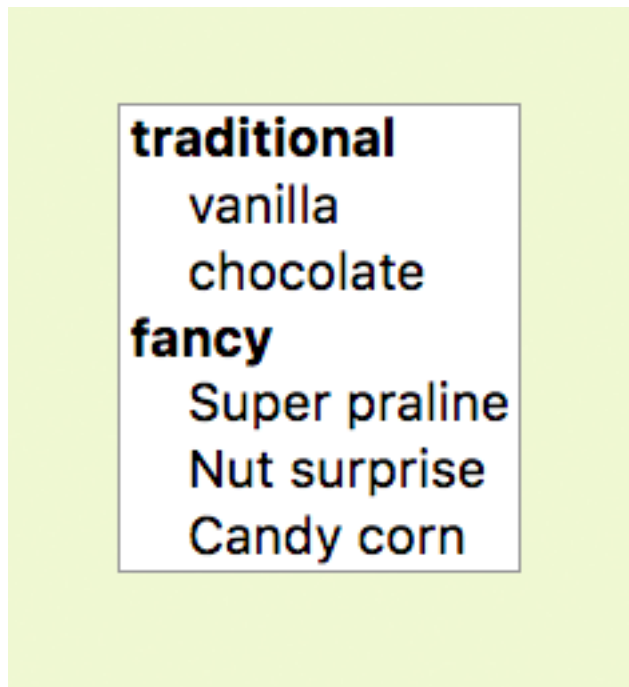 traditional
vanilla
chocolate
fancy
Super praline
Nut surprise
Candy corn